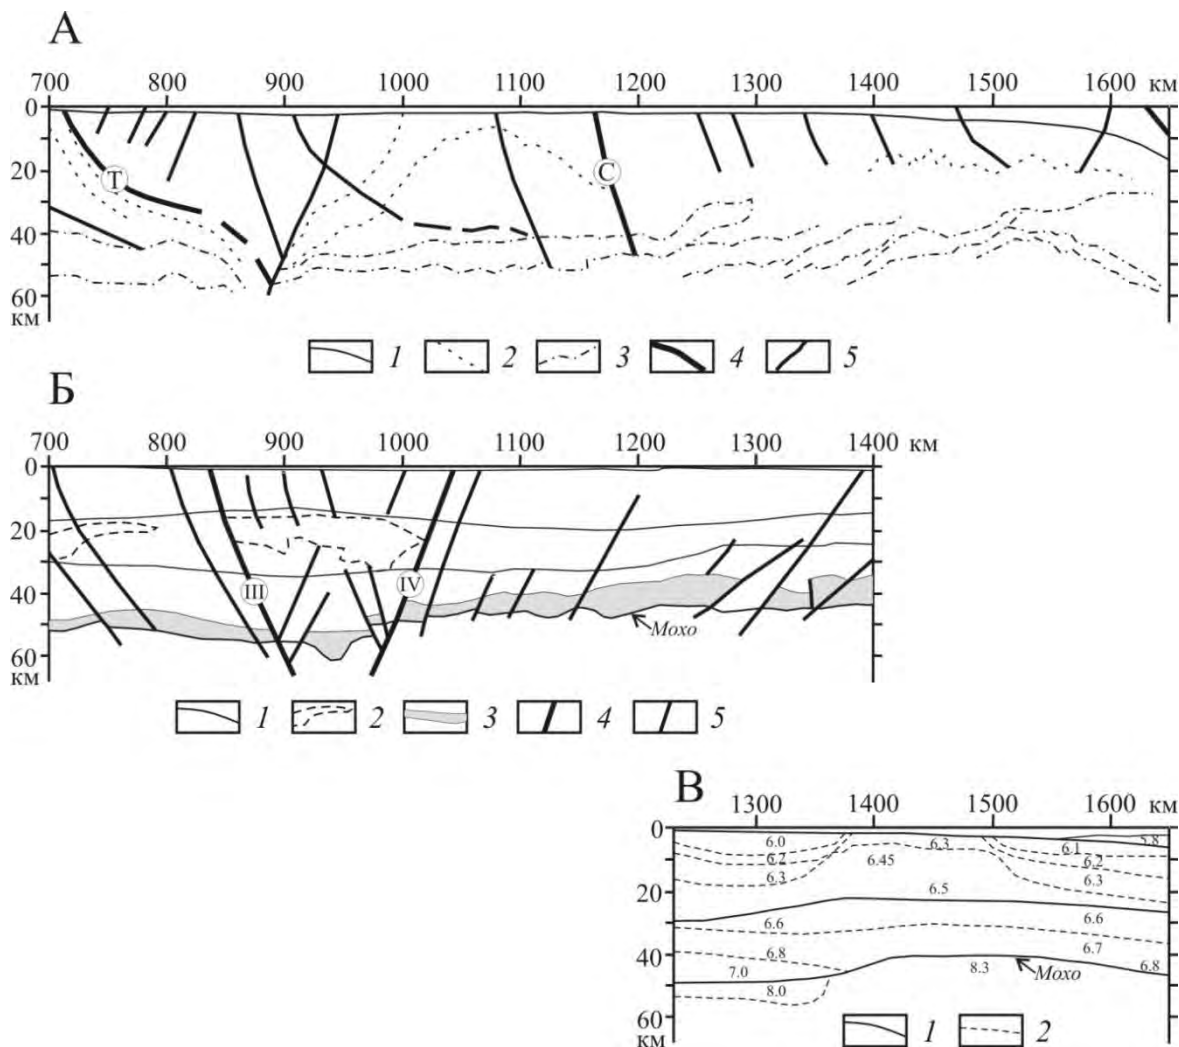 А
700 800 900 1000 1100 1200 1300 1400 1500 1600 км
0
20
40
60
км
Т
С
1 2 3 4 5
Б
700 800 900 1000 1100 1200 1300 1400 км
0
20
40
60
км
III
IV
Мохо
1 2 3 4 5
В
1300 1400 1500 1600 км
0
20
40
60
км
6.0 6.3 6.1 5.8
6.2 6.45 6.2
6.3 6.3
6.5
6.6 6.6
6.8 6.7
7.0 8.3 Мохо 6.8
8.0
1 2